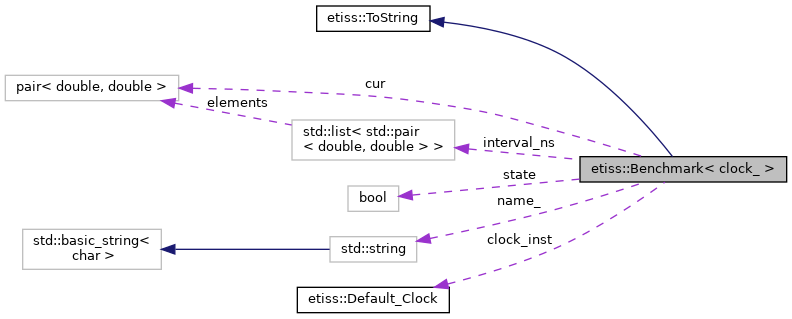 etiss::ToString
pair< double, double >
cur
elements
std::list< std::pair
< double, double > >
interval_ns
etiss::Benchmark< clock_ >
state
bool
name_
std::basic_string<
char >
std::string
clock_inst
etiss::Default_Clock